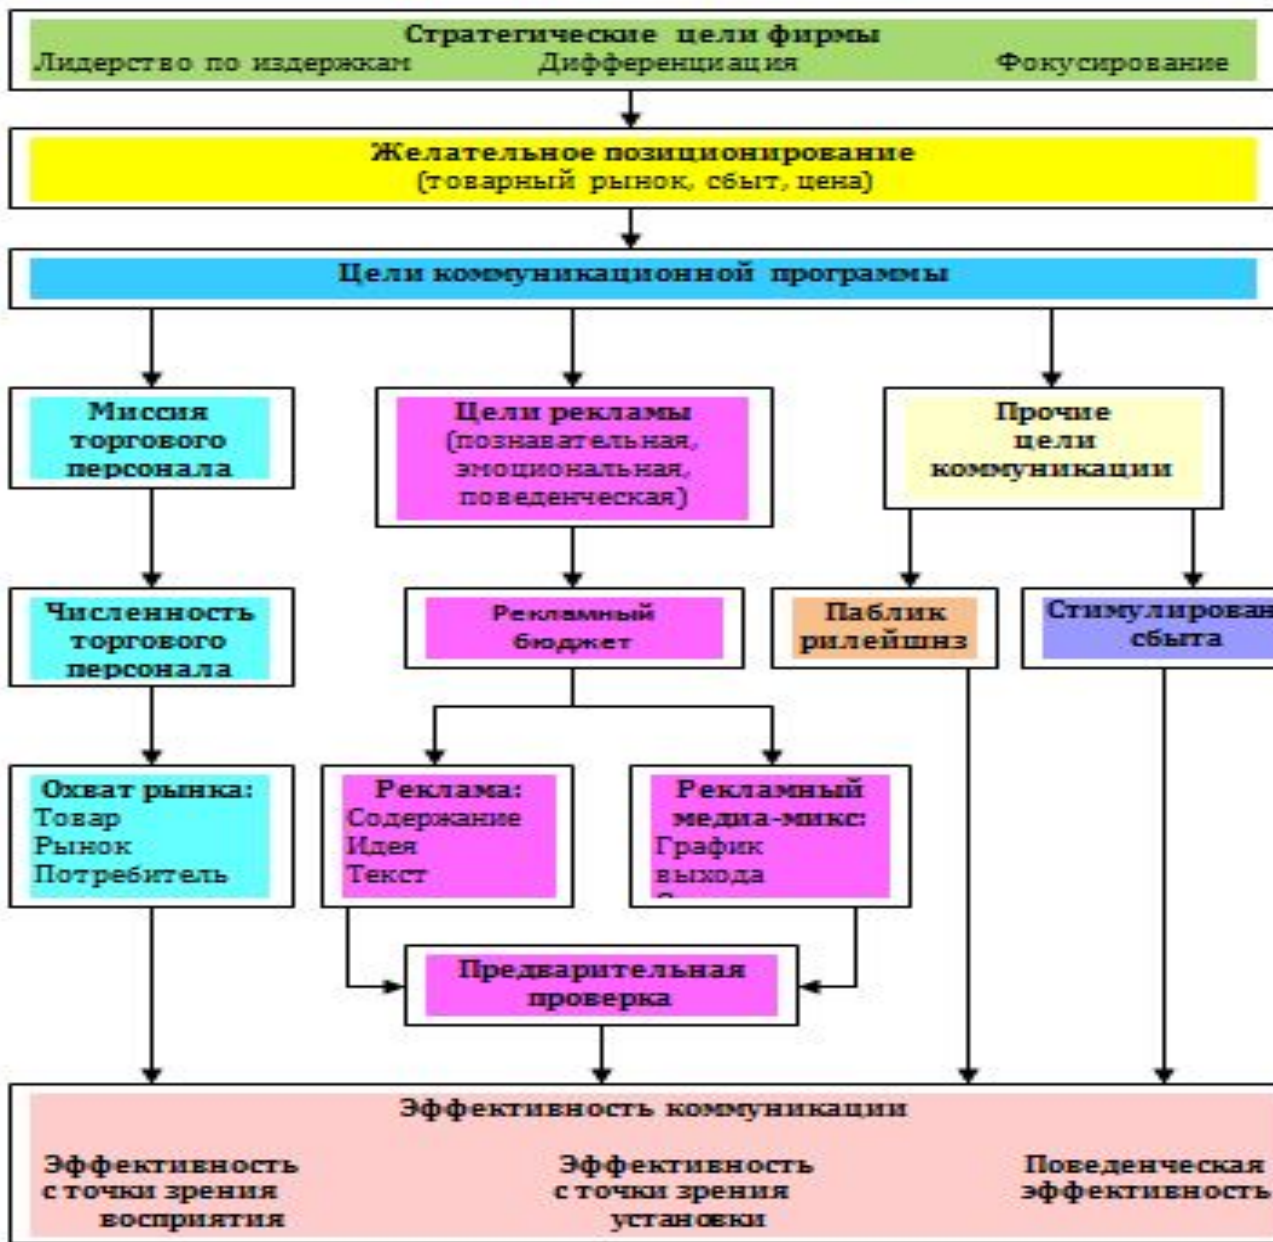 Стратегические цели фирмы
Лидерство по издержкам Дифференциация Фокусирование
Желательное позиционирование
(товарный рынок, сбыт, цена)
Цели коммуникационной программы
Миссия
торгового
персонала
Цели рекламы
(познавательная,
эмоциональная,
поведенческая)
Прочие
цели
коммуникации
Численность
торгового
персонала
Рекламный
бюджет
Паблик
рилейшнз
Стимулирован
сбыта
Охват рынка:
Товар
Рынок
Потребитель
Реклама:
Содержание
Идея
Текст
Рекламный
медиа-микс:
График
выхода
Предварительная
проверка
Эффективность коммуникации
Эффективность
с точки зрения
восприятия
Эффективность
с точки зрения
установки
Поведенческая
эффективность